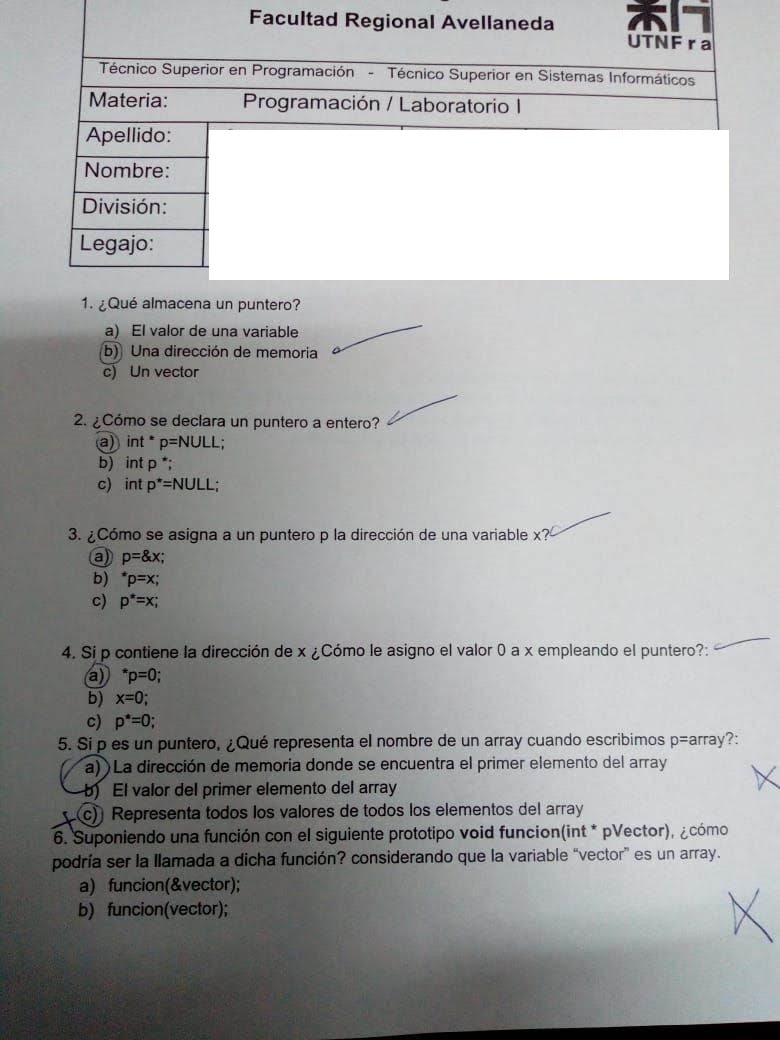 Facultad Regional Avellaneda
UTNFra
Técnico Superior en Programación - Técnico Superior en Sistemas Informáticos
Materia: Programación / Laboratorio I
Apellido:
Nombre:
División:
Legajo:
1. ¿Qué almacena un puntero?
a) El valor de una variable
b) Una dirección de memoria
c) Un vector
2. ¿Cómo se declara un puntero a entero?
a) int * p=NULL;
b) int p *;
c) int p*=NULL;
3. ¿Cómo se asigna a un puntero p la dirección de una variable x?
a) p=&x;
b) *p=x;
c) p*=x;
4. Si p contiene la dirección de x ¿Cómo le asigno el valor 0 a x empleando el puntero?:
a) *p=0;
b) x=0;
c) p*=0;
5. Si p es un puntero, ¿Qué representa el nombre de un array cuando escribimos p=array?:
a) La dirección de memoria donde se encuentra el primer elemento del array
b) El valor del primer elemento del array
c) Representa todos los valores de todos los elementos del array
6. Suponiendo una función con el siguiente prototipo void funcion(int * pVector), ¿cómo
podría ser la llamada a dicha función? considerando que la variable “vector” es un array.
a) funcion(&vector);
b) funcion(vector);